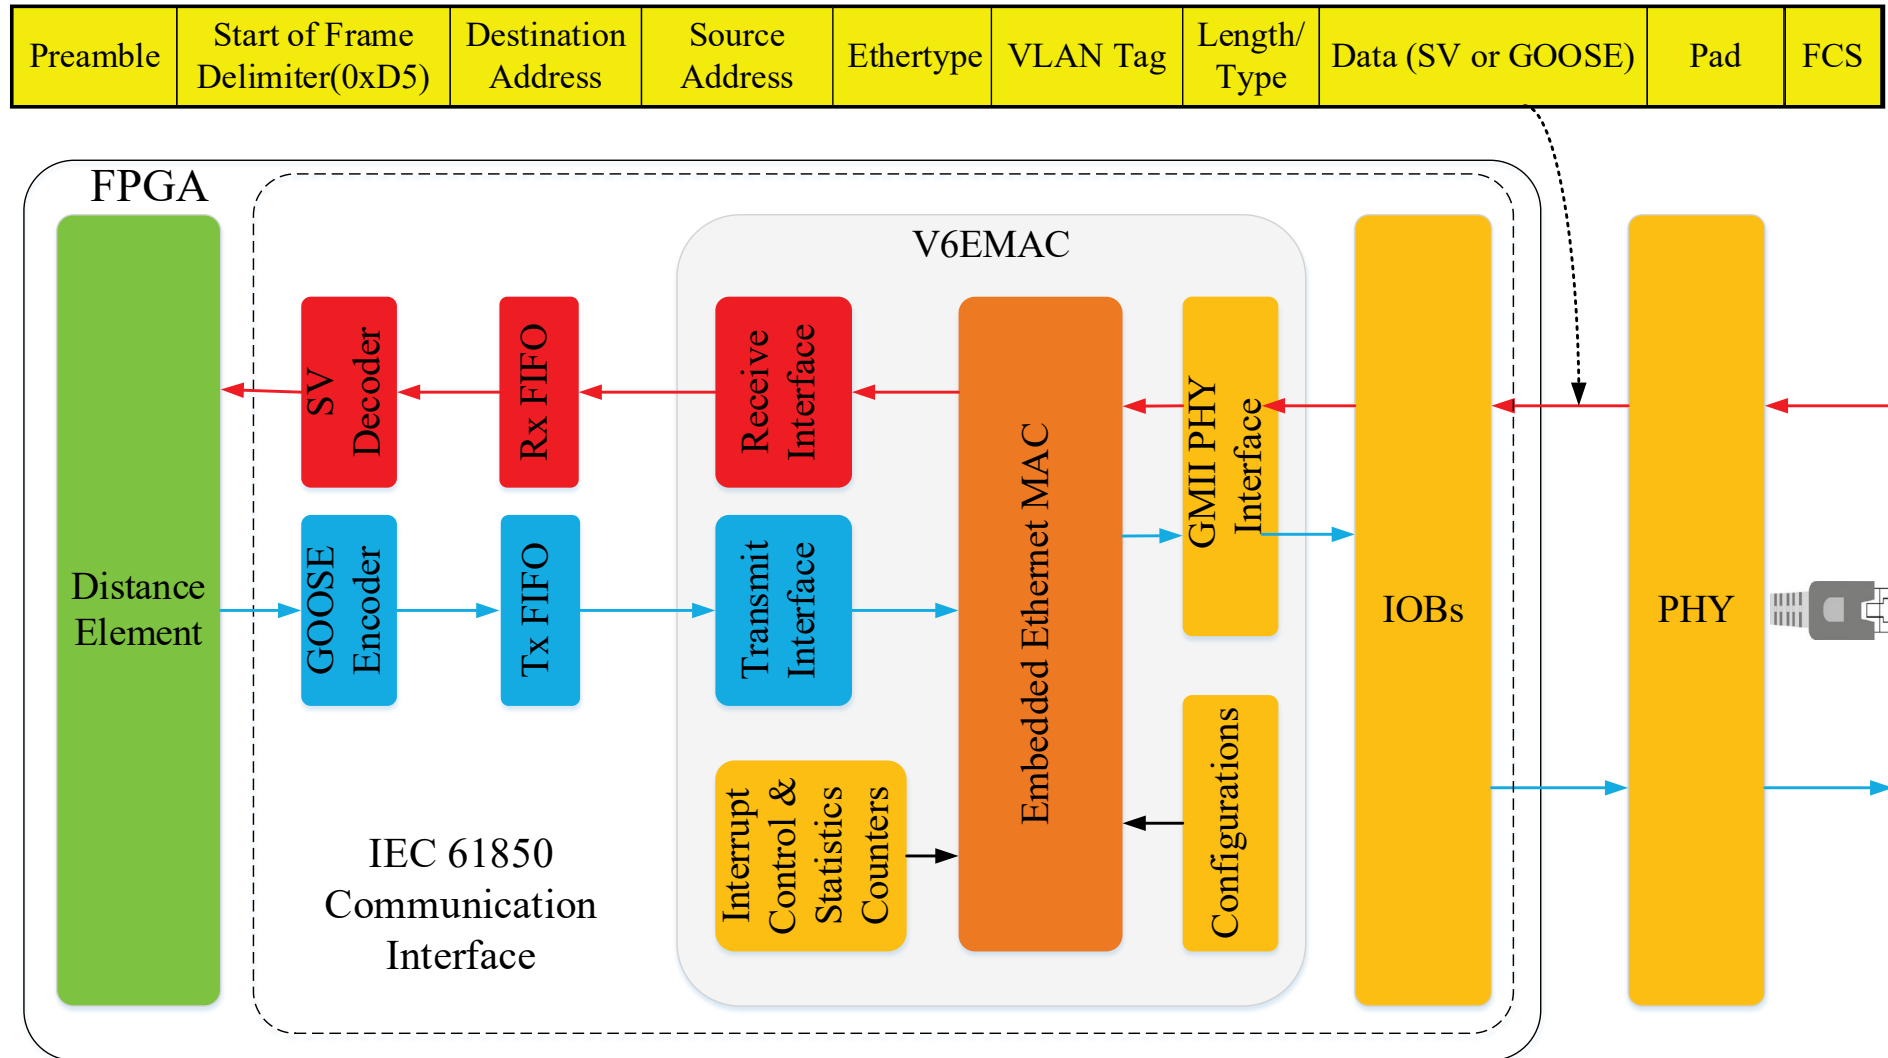 Preamble
Start of Frame
Delimiter(0xD5)
Destination
Address
Source
Address
Ethertype
VLAN Tag
Length/
Type
Data (SV or GOOSE)
Pad
FCS
FPGA
V6EMAC
Distance
Element
SV
Decoder
Rx FIFO
Receive
Interface
GOOSE
Encoder
Tx FIFO
Transmit
Interface
Embedded Ethernet MAC
GMII PHY
Interface
Interrupt
Control &
Statistics
Counters
Configurations
IOBs
PHY
IEC 61850
Communication
Interface